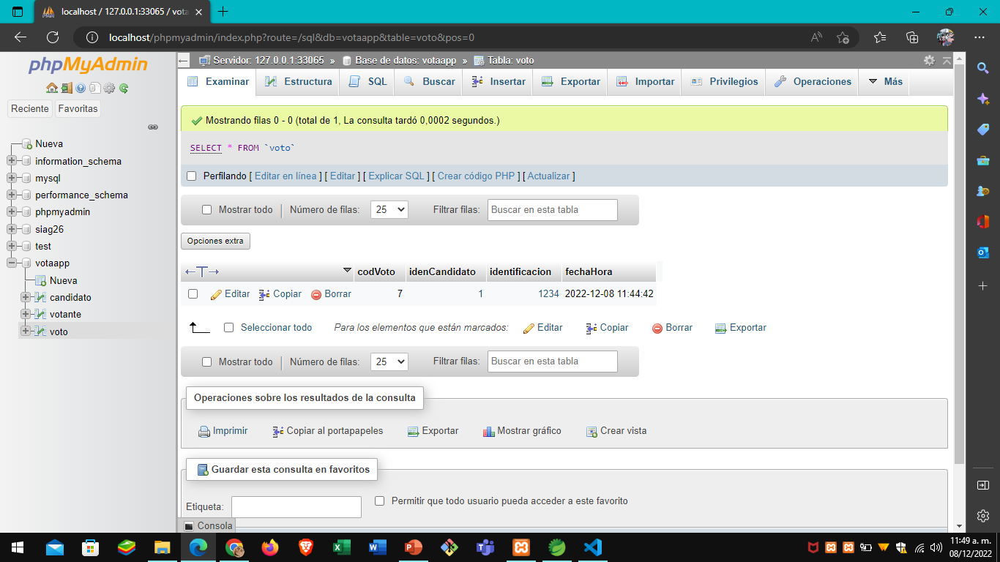 localhost / 127.0.0.1:33065 / vota
localhost/phpmyadmin/index.php?route=/sql&db=votaapp&table=voto&pos=0
phpMyAdmin
Reciente Favoritas
Nueva
information_schema
mysql
performance_schema
phpmyadmin
siag26
test
votaapp
Nueva
candidato
votante
voto
Servidor: 127.0.0.1:33065 » Base de datos: votaapp » Tabla: voto
Examinar Estructura SQL Buscar Insertar Exportar Importar Privilegios Operaciones Más
Mostrando filas 0 - 0 (total de 1, La consulta tardó 0,0002 segundos.)
SELECT * FROM `voto`
Perfilando [ Editar en línea ] [ Editar ] [ Explicar SQL ] [ Crear código PHP ] [ Actualizar ]
Mostrar todo | Número de filas: 25 Filtrar filas: Buscar en esta tabla
Opciones extra
←T→ codVoto idenCandidato identificacion fechaHora
Editar Copiar Borrar 7 1 1234 2022-12-08 11:44:42
Seleccionar todo Para los elementos que están marcados: Editar Copiar Borrar Exportar
Mostrar todo | Número de filas: 25 Filtrar filas: Buscar en esta tabla
Operaciones sobre los resultados de la consulta
Imprimir Copiar al portapapeles Exportar Mostrar gráfico Crear vista
Guardar esta consulta en favoritos
Etiqueta: Permitir que todo usuario pueda acceder a este favorito
Consola
11:49 a. m.
08/12/2022